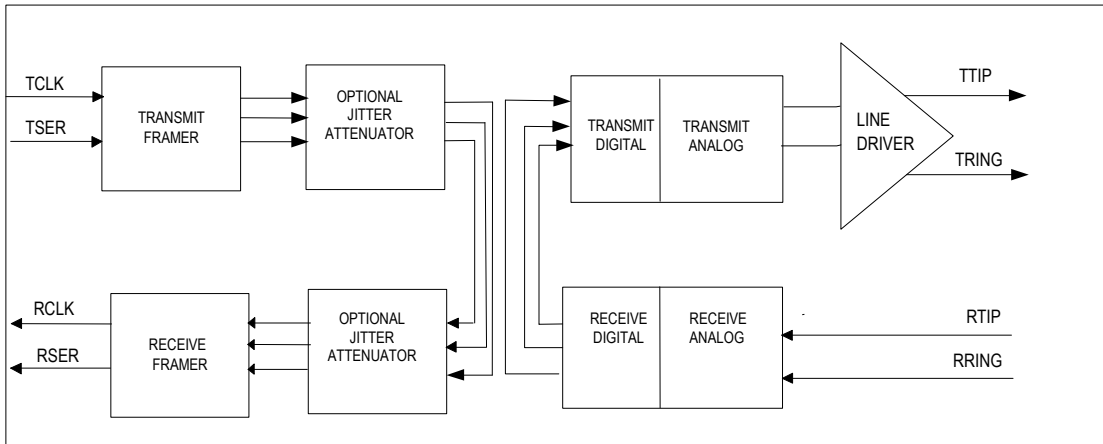 TCLK
TSER
TRANSMIT
FRAMER
OPTIONAL
JITTER
ATTENUATOR
TRANSMIT
DIGITAL
TRANSMIT
ANALOG
LINE
DRIVER
TTIP
TRING
RCLK
RSER
RECEIVE
FRAMER
OPTIONAL
JITTER
ATTENUATOR
RECEIVE
DIGITAL
RECEIVE
ANALOG
RTIP
RRING